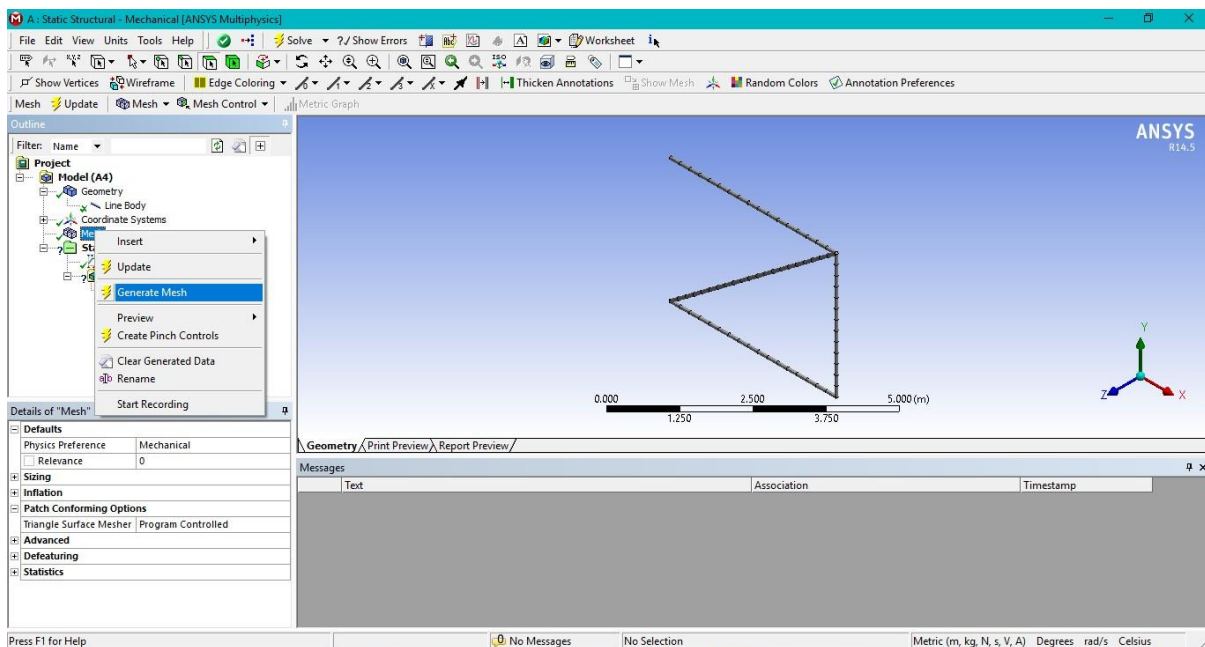 A : Static Structural - Mechanical [ANSYS Multiphysics]
File Edit View Units Tools Help Solve ?✓ Show Errors Worksheet
Show Vertices Wireframe Edge Coloring Thicken Annotations Show Mesh Random Colors Annotation Preferences
Mesh Update Mesh Mesh Control Metric Graph
Outline
Filter: Name
Project
Model (A4)
Geometry
Line Body
Coordinate Systems
Insert
Update
Generate Mesh
Preview
Create Pinch Controls
Clear Generated Data
Rename
Start Recording
Details of "Mesh"
Defaults
Physics Preference Mechanical
Relevance 0
Sizing
Inflation
Patch Conforming Options
Triangle Surface Mesher Program Controlled
Advanced
Defeaturing
Statistics
ANSYS
R14.5
0.000 2.500 5.000 (m)
1.250 3.750
Y
Z X
Geometry Print Preview Report Preview
Messages
Text Association Timestamp
Press F1 for Help 0 No Messages No Selection Metric (m, kg, N, s, V, A) Degrees rad/s Celsius